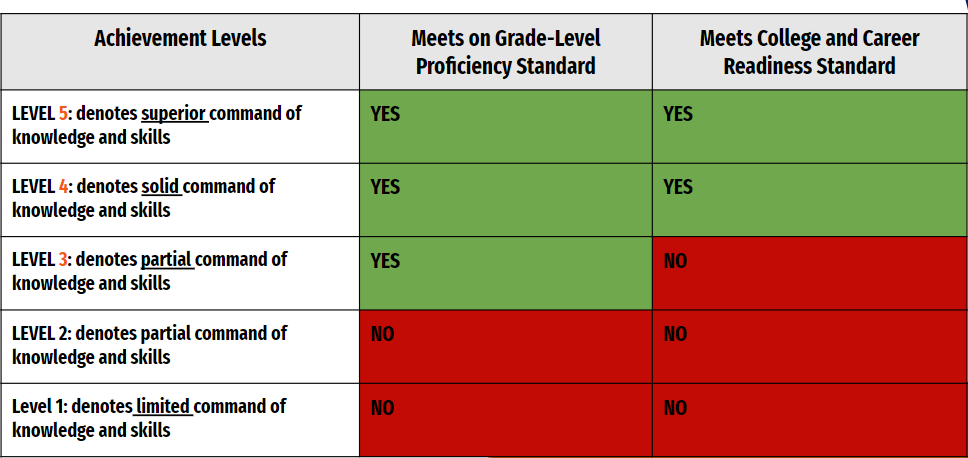 Achievement Levels
Meets on Grade-Level
Proficiency Standard
Meets College and Career
Readiness Standard
LEVEL 5: denotes superior command of
knowledge and skills
YES
YES
LEVEL 4: denotes solid command of
knowledge and skills
YES
YES
LEVEL 3: denotes partial command of
knowledge and skills
YES
NO
LEVEL 2: denotes partial command of
knowledge and skills
NO
NO
Level 1: denotes limited command of
knowledge and skills
NO
NO